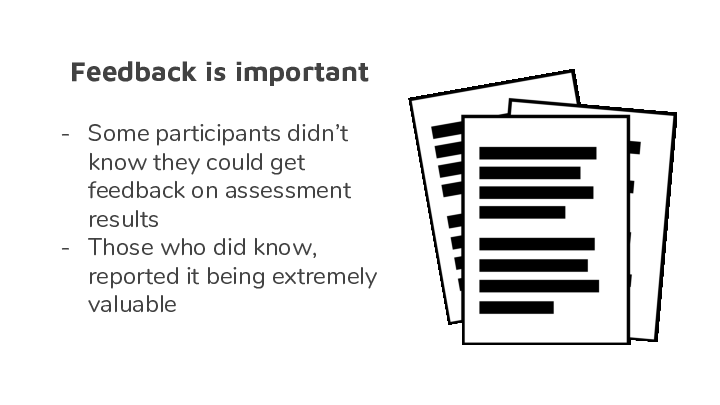 Feedback is important
- Some participants didn’t
know they could get
feedback on assessment
results
- Those who did know,
reported it being extremely
valuable